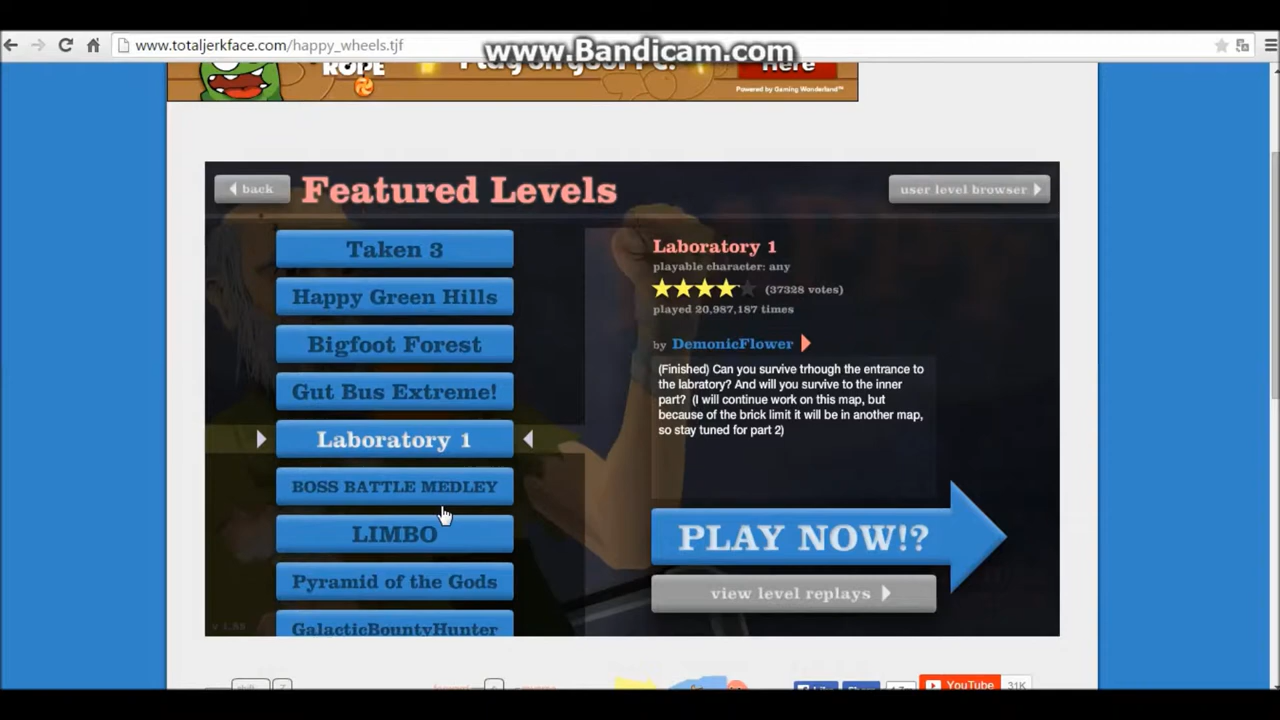 www.totaljerkface.com/happy_wheels.tjf
www.Bandicam.com
ROPE
Here
Powered by Gaming Wonderland™
back
Featured Levels
user level browser
Taken 3
Happy Green Hills
Bigfoot Forest
Gut Bus Extreme!
Laboratory 1
BOSS BATTLE MEDLEY
LIMBO
Pyramid of the Gods
GalacticBountyHunter
Laboratory 1
playable character: any
(37328 votes)
played 20,987,187 times
by DemonicFlower
(Finished) Can you survive trhough the entrance to
the labratory? And will you survive to the inner
part? (I will continue work on this map, but
because of the brick limit it will be in another map,
so stay tuned for part 2)
PLAY NOW!?
view level replays
YouTube
31K